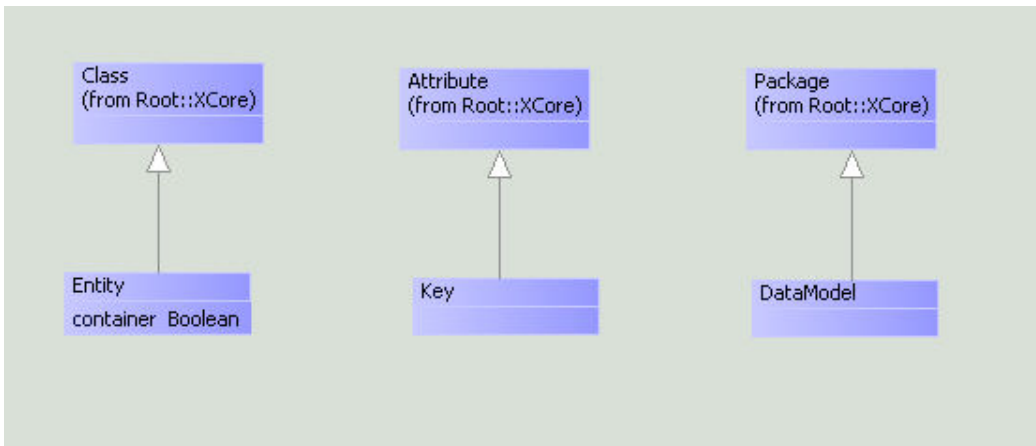 Class
(from Root::XCore)
Attribute
(from Root::XCore)
Package
(from Root::XCore)
Entity
container Boolean
Key
DataModel